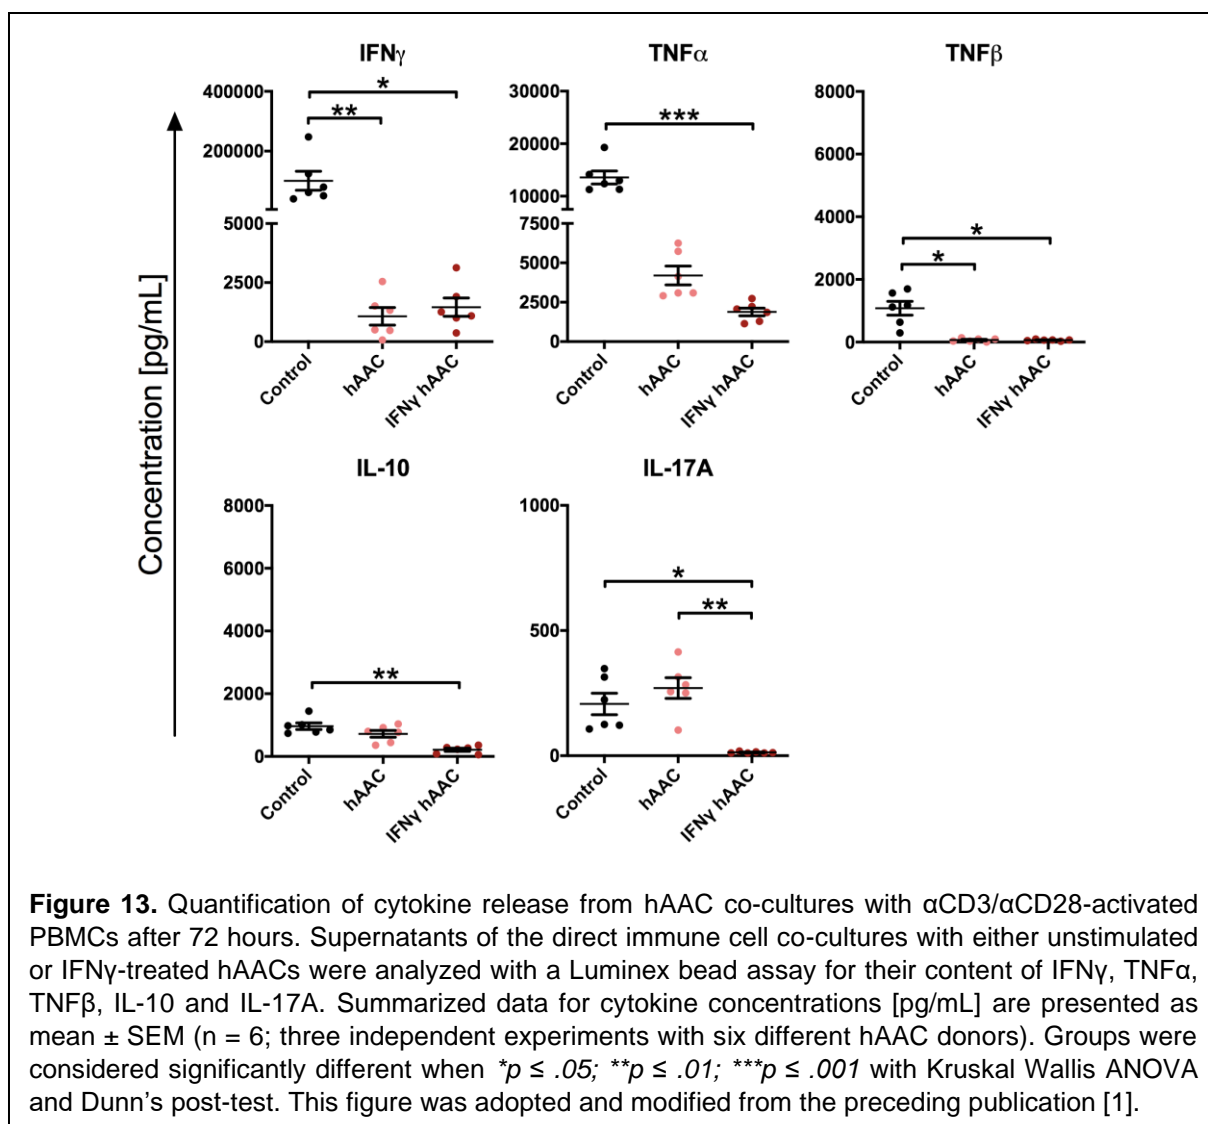 IFNγ
TNFα
TNFβ
Concentration [pg/mL]
400000
200000
5000
2500
0
**
*
Control
hAAC
IFNγ hAAC
30000
20000
10000
7500
5000
2500
0
***
Control
hAAC
IFNγ hAAC
8000
6000
4000
2000
0
*
*
Control
hAAC
IFNγ hAAC
IL-10
IL-17A
8000
6000
4000
2000
0
**
Control
hAAC
IFNγ hAAC
1000
500
0
*
**
Control
hAAC
IFNγ hAAC
Figure 13. Quantification of cytokine release from hAAC co-cultures with αCD3/αCD28-activated
PBMCs after 72 hours. Supernatants of the direct immune cell co-cultures with either unstimulated
or IFNγ-treated hAACs were analyzed with a Luminex bead assay for their content of IFNγ, TNFα,
TNFβ, IL-10 and IL-17A. Summarized data for cytokine concentrations [pg/mL] are presented as
mean ± SEM (n = 6; three independent experiments with six different hAAC donors). Groups were
considered significantly different when *p ≤ .05; **p ≤ .01; ***p ≤ .001 with Kruskal Wallis ANOVA
and Dunn’s post-test. This figure was adopted and modified from the preceding publication [1].